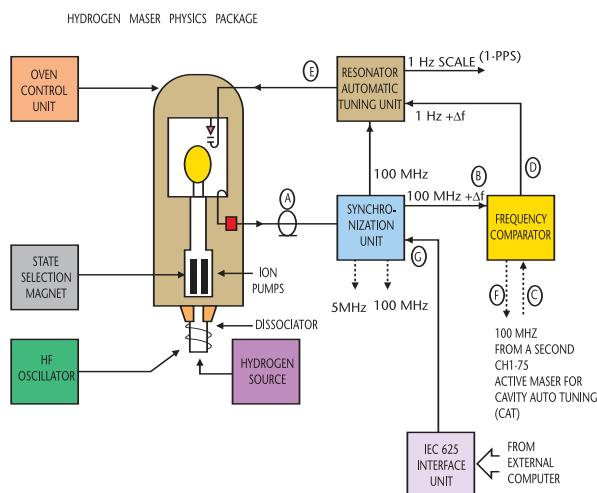 HYDROGEN MASER PHYSICS PACKAGE
OVEN
CONTROL
UNIT
E
RESONATOR
AUTOMATIC
TUNING UNIT
1 Hz SCALE
(1·PPS)
1 Hz +Δf
100 MHz
B
D
100 MHz +Δf
A
SYNCHRO-
NIZATION
UNIT
FREQUENCY
COMPARATOR
G
STATE
SELECTION
MAGNET
ION
PUMPS
5MHz
100 MHz
F
C
DISSOCIATOR
HF
OSCILLATOR
HYDROGEN
SOURCE
100 MHZ
FROM A SECOND
CH1·75
ACTIVE MASER FOR
CAVITY AUTO TUNING
(CAT)
IEC 625
INTERFACE
UNIT
FROM
EXTERNAL
COMPUTER